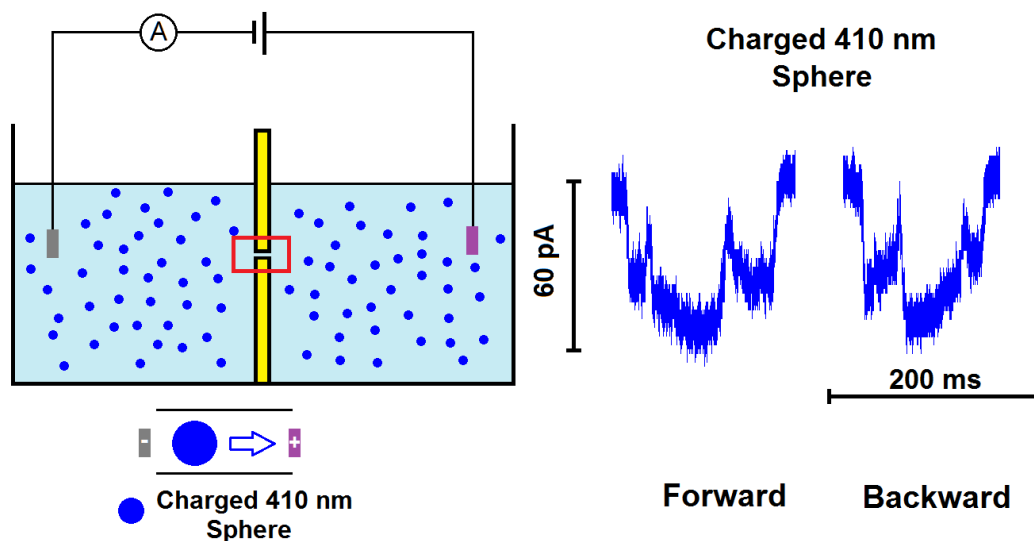 A
Charged 410 nm
Sphere
60 pA
200 ms
- +
Charged 410 nm
Sphere
Forward Backward